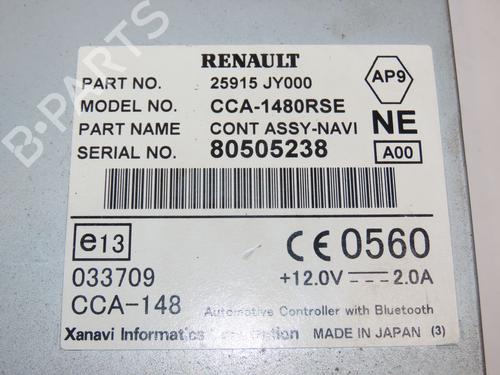 RENAULT
PART NO. 25915 JY000
AP9
MODEL NO. CCA-1480RSE
PART NAME CONT ASSY-NAVI NE
SERIAL NO. 80505238 A00
e13 CE 0560
033709 +12.0V 2.0A
CCA-148 Automotive Controller with Bluetooth
Xanavi Informatics Corporation MADE IN JAPAN (3)
B-PARTS